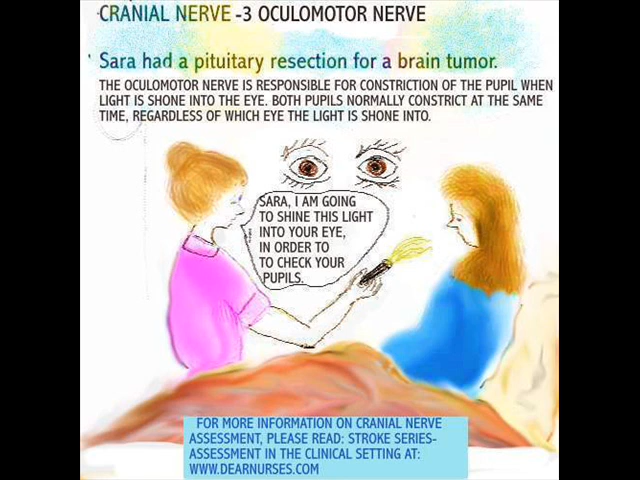 CRANIAL NERVE -3 OCULOMOTOR NERVE
Sara had a pituitary resection for a brain tumor.
THE OCULOMOTOR NERVE IS RESPONSIBLE FOR CONSTRICTION OF THE PUPIL WHEN
LIGHT IS SHONE INTO THE EYE. BOTH PUPILS NORMALLY CONSTRICT AT THE SAME
TIME, REGARDLESS OF WHICH EYE THE LIGHT IS SHONE INTO.
SARA, I AM GOING
TO SHINE THIS LIGHT
INTO YOUR EYE,
IN ORDER TO
TO CHECK YOUR
PUPILS.
FOR MORE INFORMATION ON CRANIAL NERVE
ASSESSMENT, PLEASE READ: STROKE SERIES-
ASSESSMENT IN THE CLINICAL SETTING AT:
WWW.DEARNURSES.COM